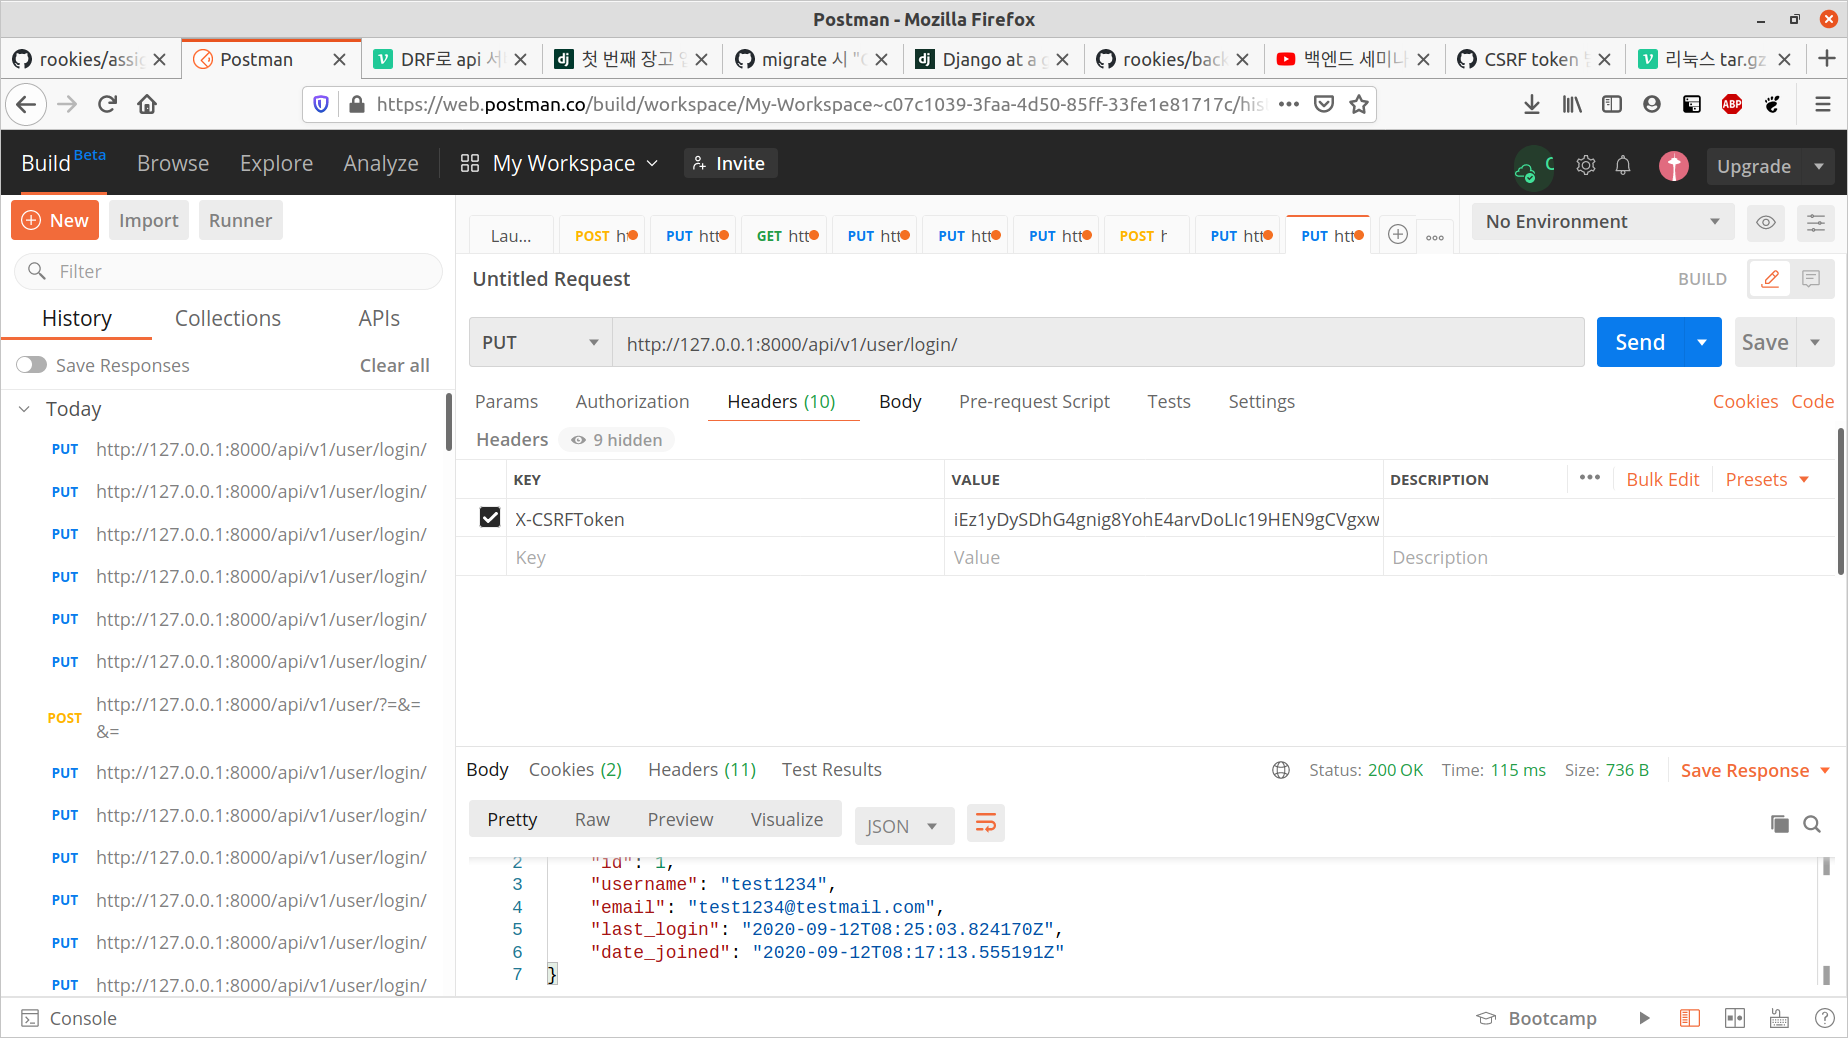 Postman - Mozilla Firefox
rookies/assig
Postman
DRF로 api 서
첫 번째 장고
migrate 시 "
Django at a g
rookies/back
백엔드 세미나
CSRF token
리눅스 tar.gz
https://web.postman.co/build/workspace/My-Workspace~c07c1039-3faa-4d50-85ff-33fe1e81717c/his
ABP
Build Beta
Browse
Explore
Analyze
My Workspace
Invite
Upgrade
New
Import
Runner
Lau...
POST ht
PUT htt
GET htt
PUT htt
PUT htt
PUT htt
POST h
PUT htt
PUT htt
No Environment
Filter
Untitled Request
BUILD
History
Collections
APIs
PUT
http://127.0.0.1:8000/api/v1/user/login/
Send
Save
Save Responses
Clear all
Params
Authorization
Headers (10)
Body
Pre-request Script
Tests
Settings
Cookies
Code
Today
Headers
9 hidden
PUT http://127.0.0.1:8000/api/v1/user/login/
KEY
VALUE
DESCRIPTION
Bulk Edit
Presets
PUT http://127.0.0.1:8000/api/v1/user/login/
X-CSRFToken
iEz1yDySDhG4gnig8YohE4arvDoLIc19HEN9gCVgxw
PUT http://127.0.0.1:8000/api/v1/user/login/
Key
Value
Description
PUT http://127.0.0.1:8000/api/v1/user/login/
PUT http://127.0.0.1:8000/api/v1/user/login/
PUT http://127.0.0.1:8000/api/v1/user/login/
POST http://127.0.0.1:8000/api/v1/user/?=&=
&=
PUT http://127.0.0.1:8000/api/v1/user/login/
PUT http://127.0.0.1:8000/api/v1/user/login/
PUT http://127.0.0.1:8000/api/v1/user/login/
PUT http://127.0.0.1:8000/api/v1/user/login/
PUT http://127.0.0.1:8000/api/v1/user/login/
PUT http://127.0.0.1:8000/api/v1/user/login/
Body
Cookies (2)
Headers (11)
Test Results
Status: 200 OK
Time: 115 ms
Size: 736 B
Save Response
Pretty
Raw
Preview
Visualize
JSON
2 "id": 1,
3 "username": "test1234",
4 "email": "test1234@testmail.com",
5 "last_login": "2020-09-12T08:25:03.824170Z",
6 "date_joined": "2020-09-12T08:17:13.555191Z"
7 }
Console
Bootcamp